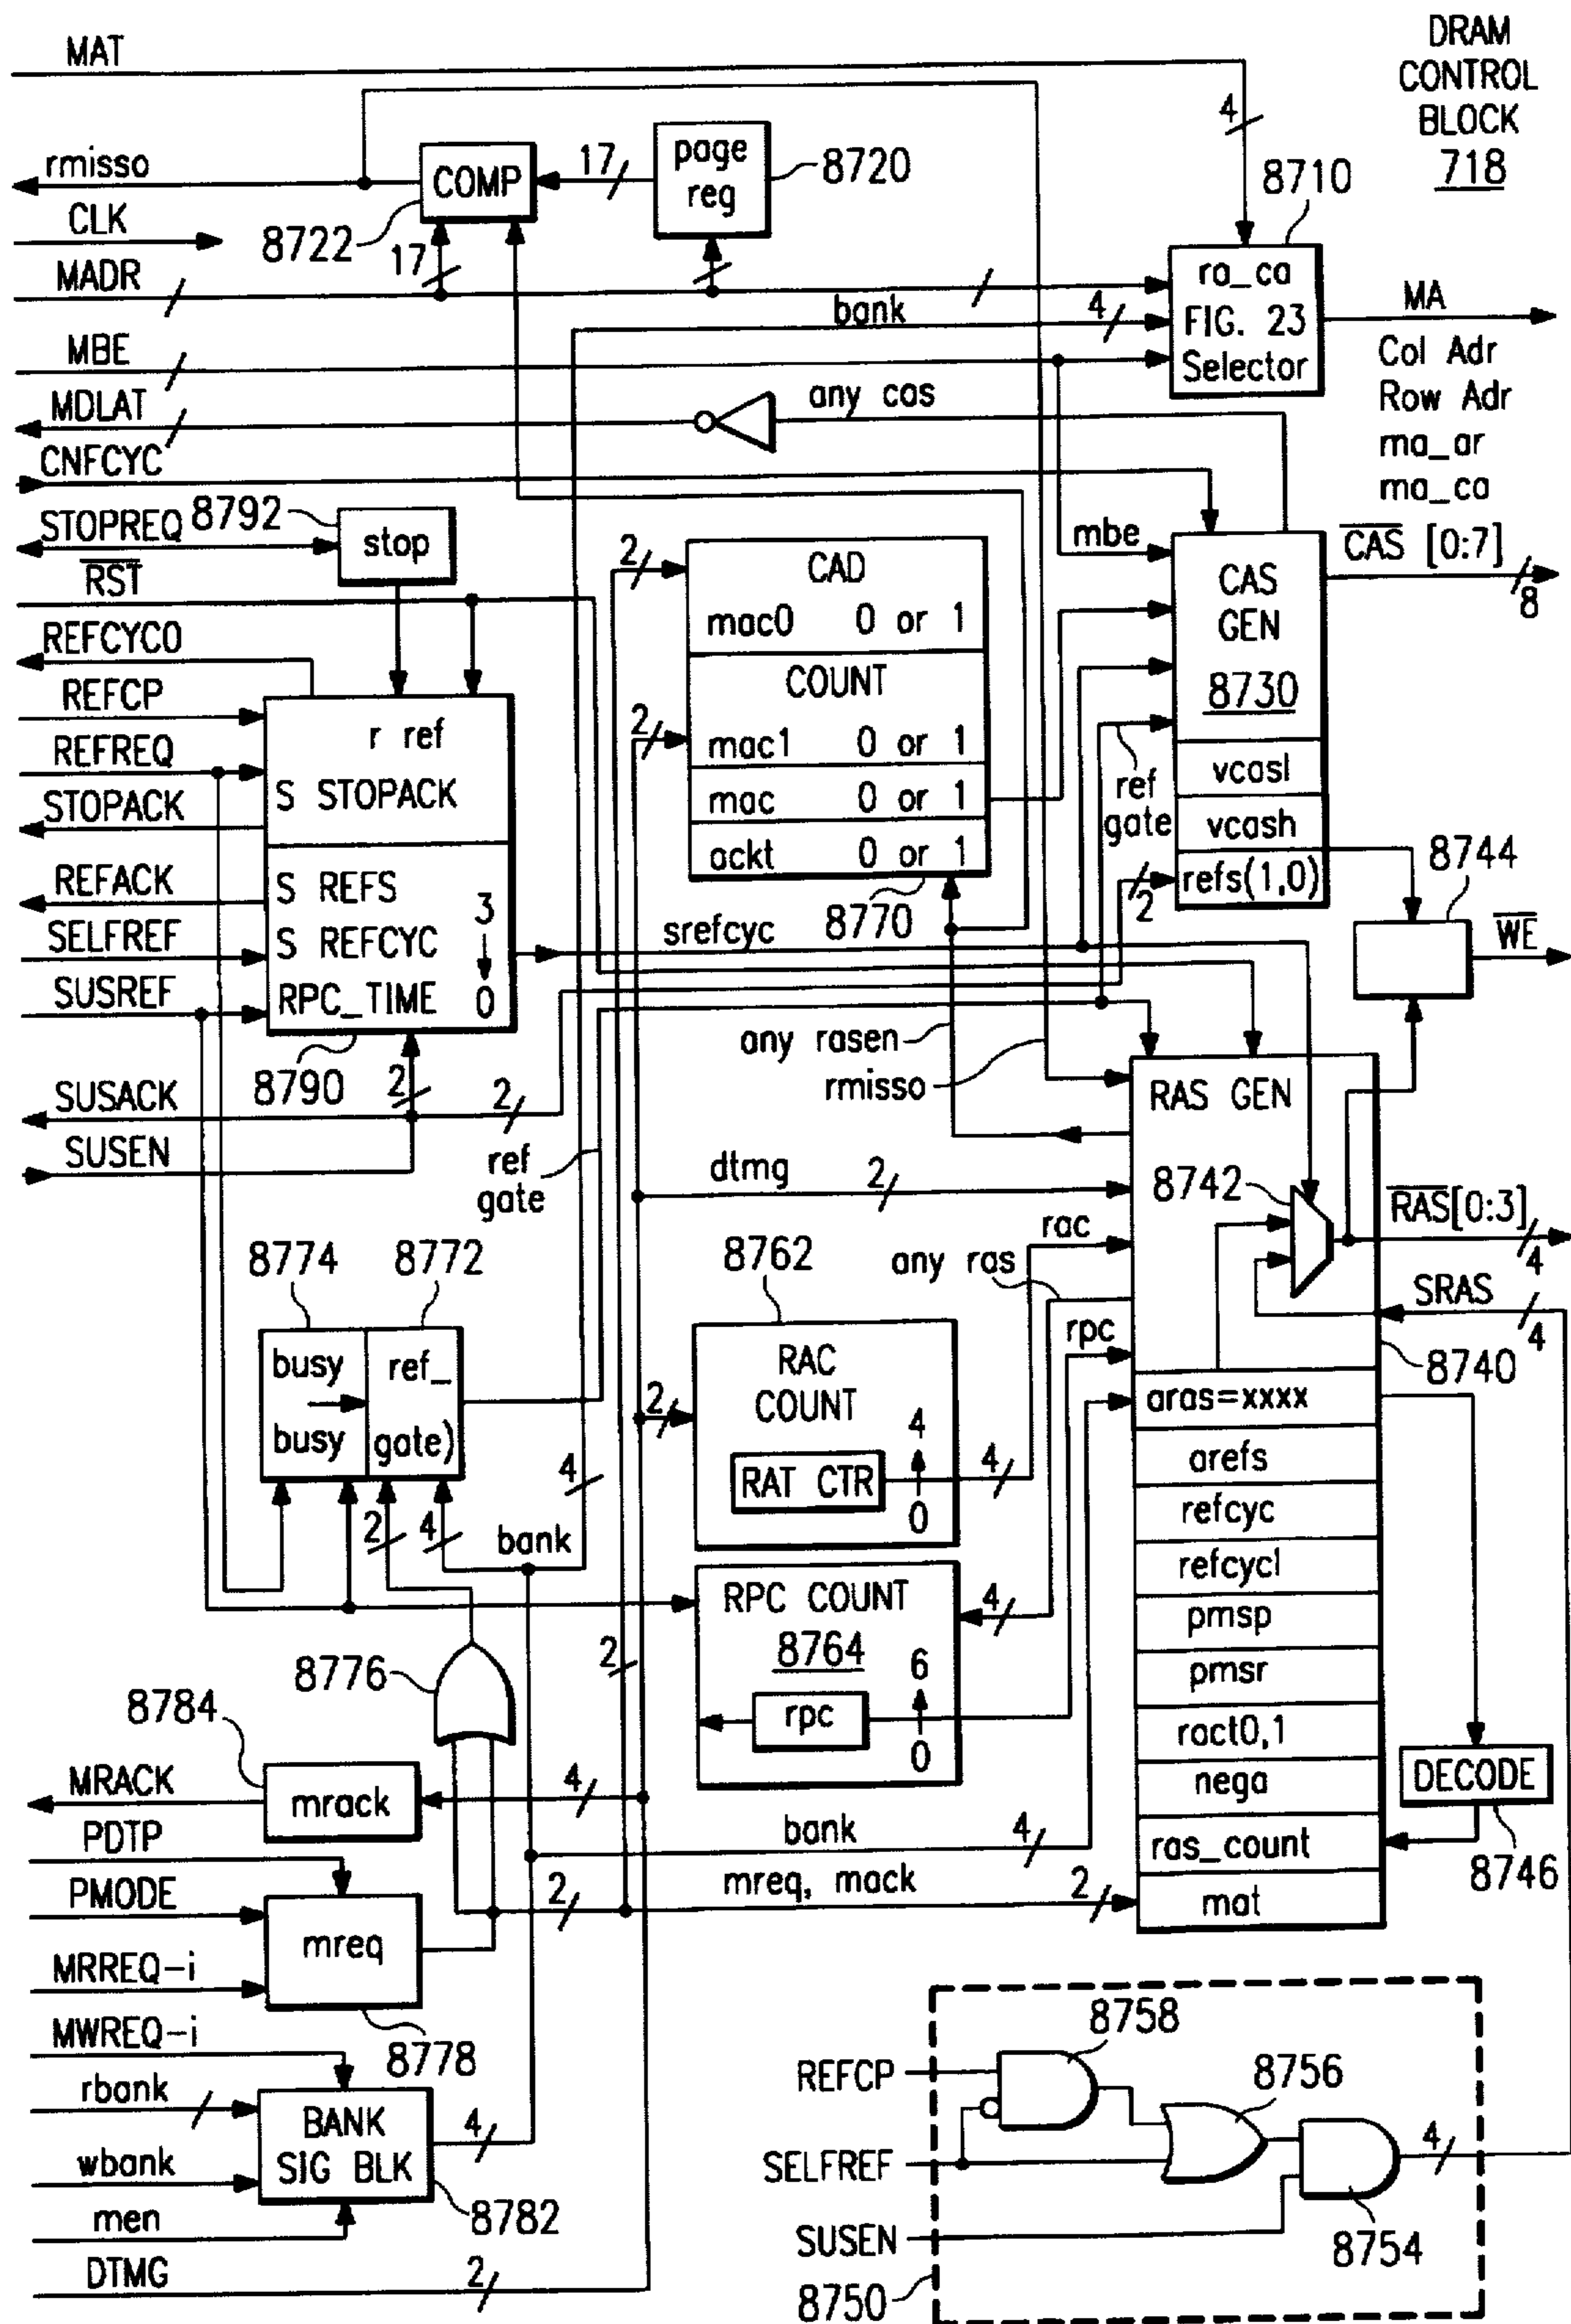 DRAM
CONTROL
BLOCK
718
MAT
4
rmisso
COMP
17
page
reg
8720
8710
CLK
8722
17
MADR
ra_ca
FIG. 23
Selector
bank
4
MA
Col Adr
Row Adr
ma_ar
ma_ca
MBE
MDLAT
any cas
CNFCYC
STOPREQ
8792
stop
RST
REFCYCO
REFCP
REFREQ
STOPACK
REFACK
SELFREF
SUSREF
r ref
S STOPACK
S REFS
S REFCYC
RPC_TIME
3
0
8790
2
2
CAD
mac0 0 or 1
COUNT
mac1 0 or 1
mac 0 or 1
ackt 0 or 1
8770
mbe
CAS
GEN
8730
vcasl
vcash
refs(1,0)
CAS [0:7]
8
ref
gate
2
8744
WE
srefcyc
any rasen
rmisso
SUSACK
2
2
SUSEN
ref
gate
dtmg
2
RAS GEN
8742
RAS[0:3]
4
SRAS
4
8740
rac
any ras
rpc
8774
8772
busy
busy
ref_
gate)
2
4
bank
4
8762
RAC
COUNT
RAT CTR
4
0
2
4
RPC COUNT
8764
rpc
6
0
4
aras=xxxx
arefs
refcyc
refcycl
pmsp
pmsr
ract0,1
nega
ras_count
mat
DECODE
8746
8776
2
8784
MRACK
mrack
4
PDTP
PMODE
mreq
MRREQ-i
8778
bank
4
mreq, mack
2
2
MWREQ-i
rbank
BANK
SIG BLK
4
wbank
men
8782
DTMG
2
REFCP
8758
8756
SELFREF
4
SUSEN
8754
8750